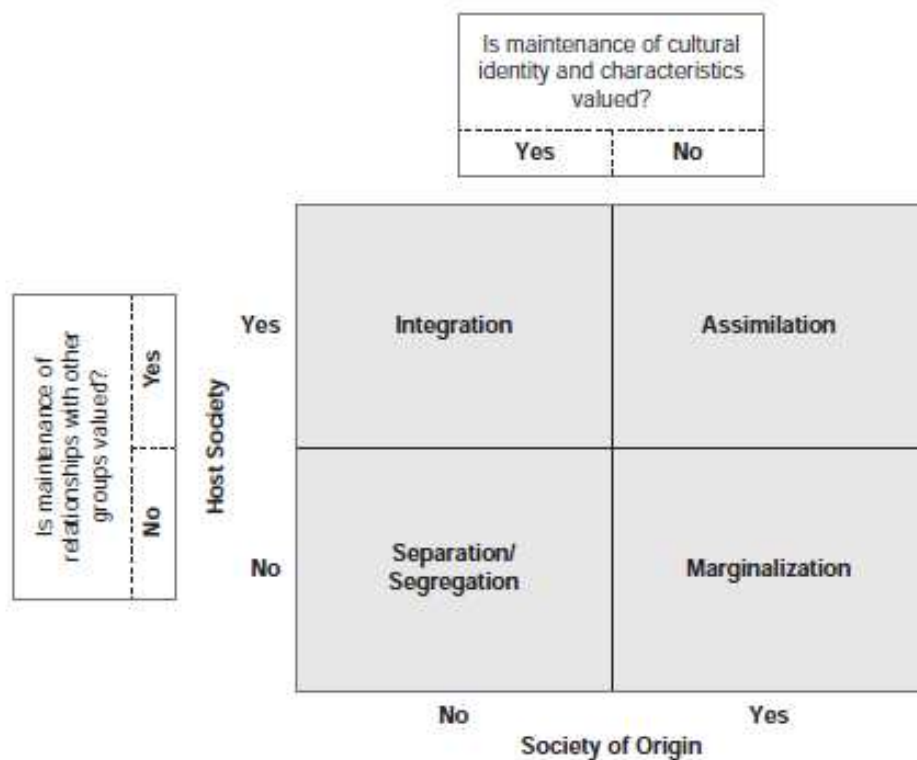 Is maintenance of cultural
identity and characteristics
valued?
Yes
No
Is maintenance of
relationships with other
groups valued?
Yes
No
Host Society
Yes
Integration
Assimilation
No
Separation/
Segregation
Marginalization
No
Yes
Society of Origin